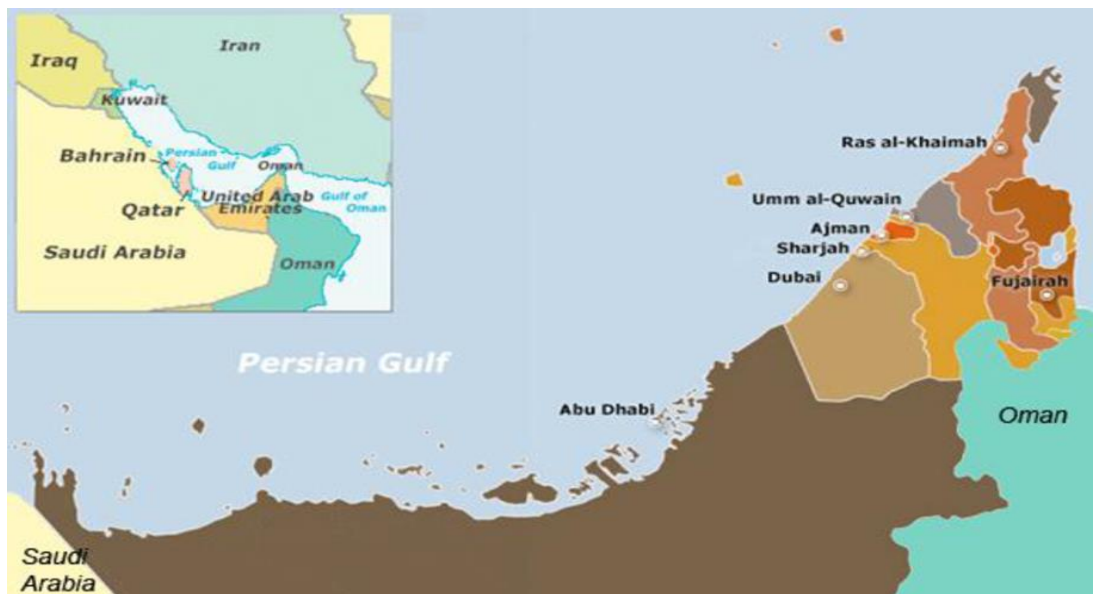 Iran
Iraq
Kuwait
Bahrain
Persian
Gulf
Oman
Qatar
United Arab
Emirates
Gulf of
Oman
Saudi Arabia
Oman
Ras al-Khaimah
Umm al-Quwain
Ajman
Sharjah
Dubai
Fujairah
Persian Gulf
Abu Dhabi
Oman
Saudi
Arabia